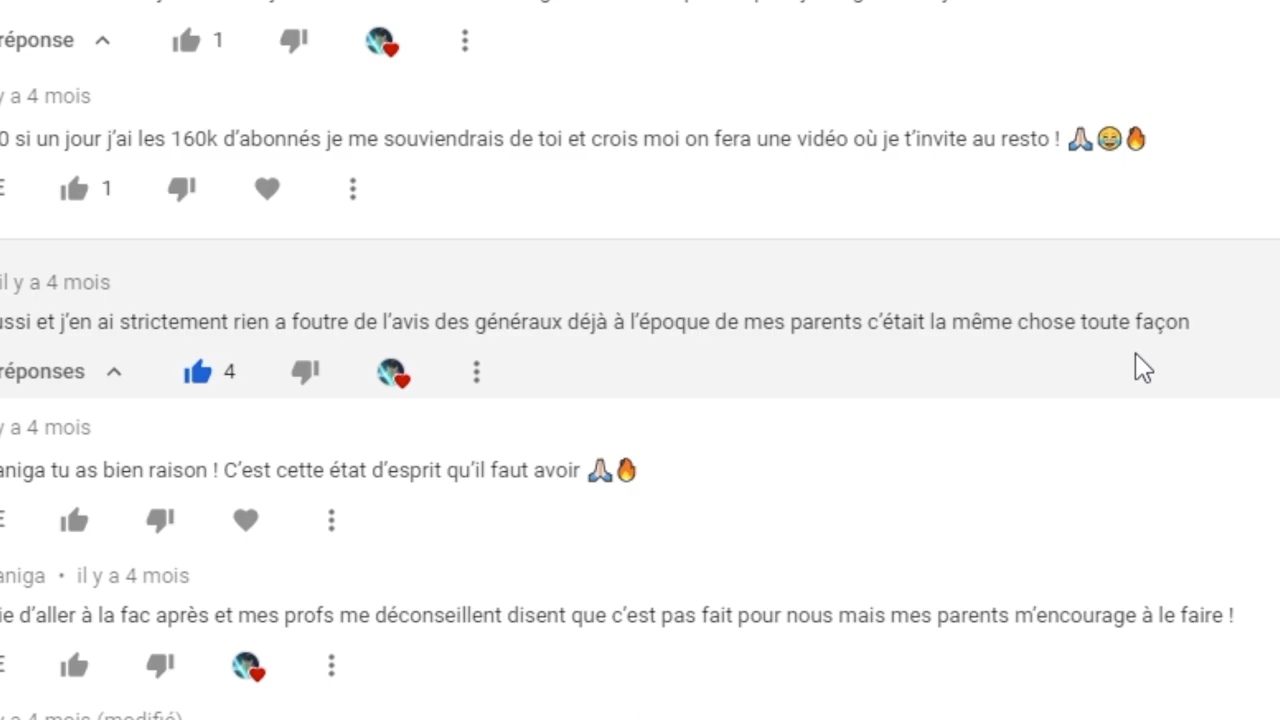 réponse 1
y a 4 mois
0 si un jour j’ai les 160k d’abonnés je me souviendrais de toi et crois moi on fera une vidéo où je t’invite au resto ! 🙏🏻😂🔥
E 1
il y a 4 mois
ussi et j’en ai strictement rien a foutre de l’avis des généraux déjà à l’époque de mes parents c’était la même chose toute façon
réponses 4
y a 4 mois
aniga tu as bien raison ! C’est cette état d’esprit qu’il faut avoir 🙏🏻🔥
E
aniga • il y a 4 mois
ie d’aller à la fac après et mes profs me déconseillent disent que c’est pas fait pour nous mais mes parents m’encourage à le faire !
E
y a 4 mois (modifié)